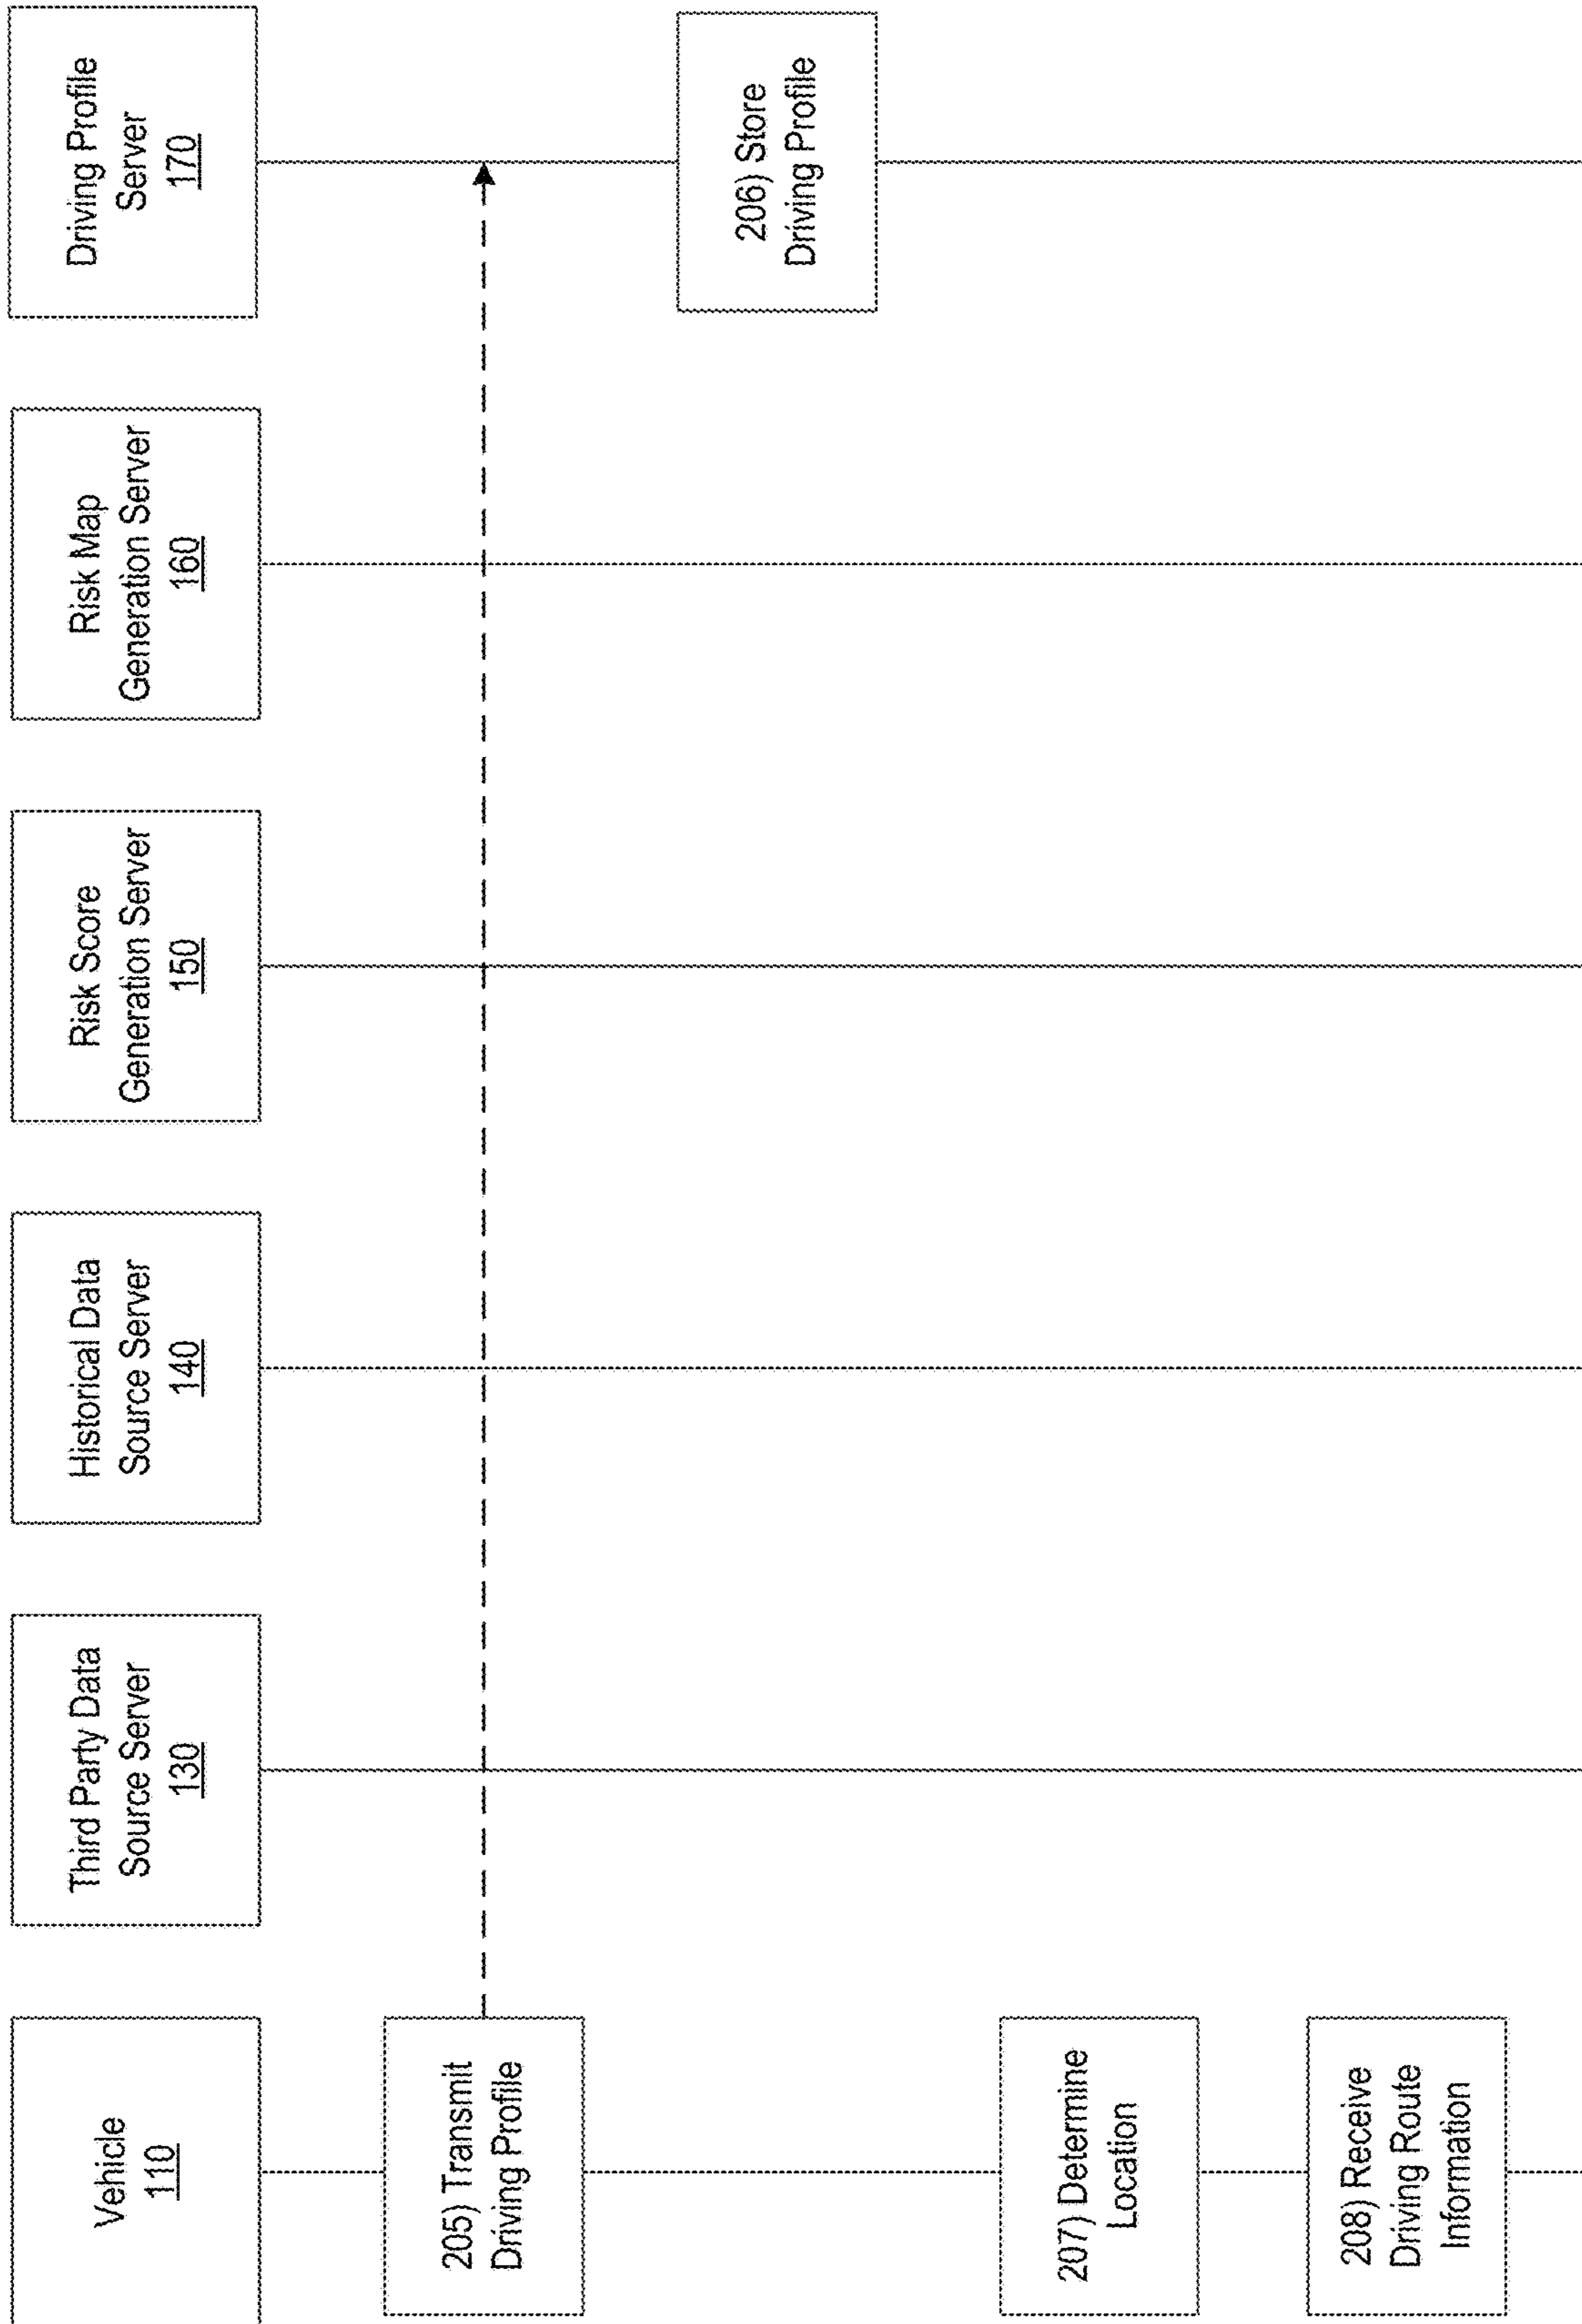 Vehicle
110
Third Party Data
Source Server
130
Historical Data
Source Server
140
Risk Score
Generation Server
150
Risk Map
Generation Server
160
Driving Profile
Server
170
205) Transmit
Driving Profile
206) Store
Driving Profile
207) Determine
Location
208) Receive
Driving Route
Information